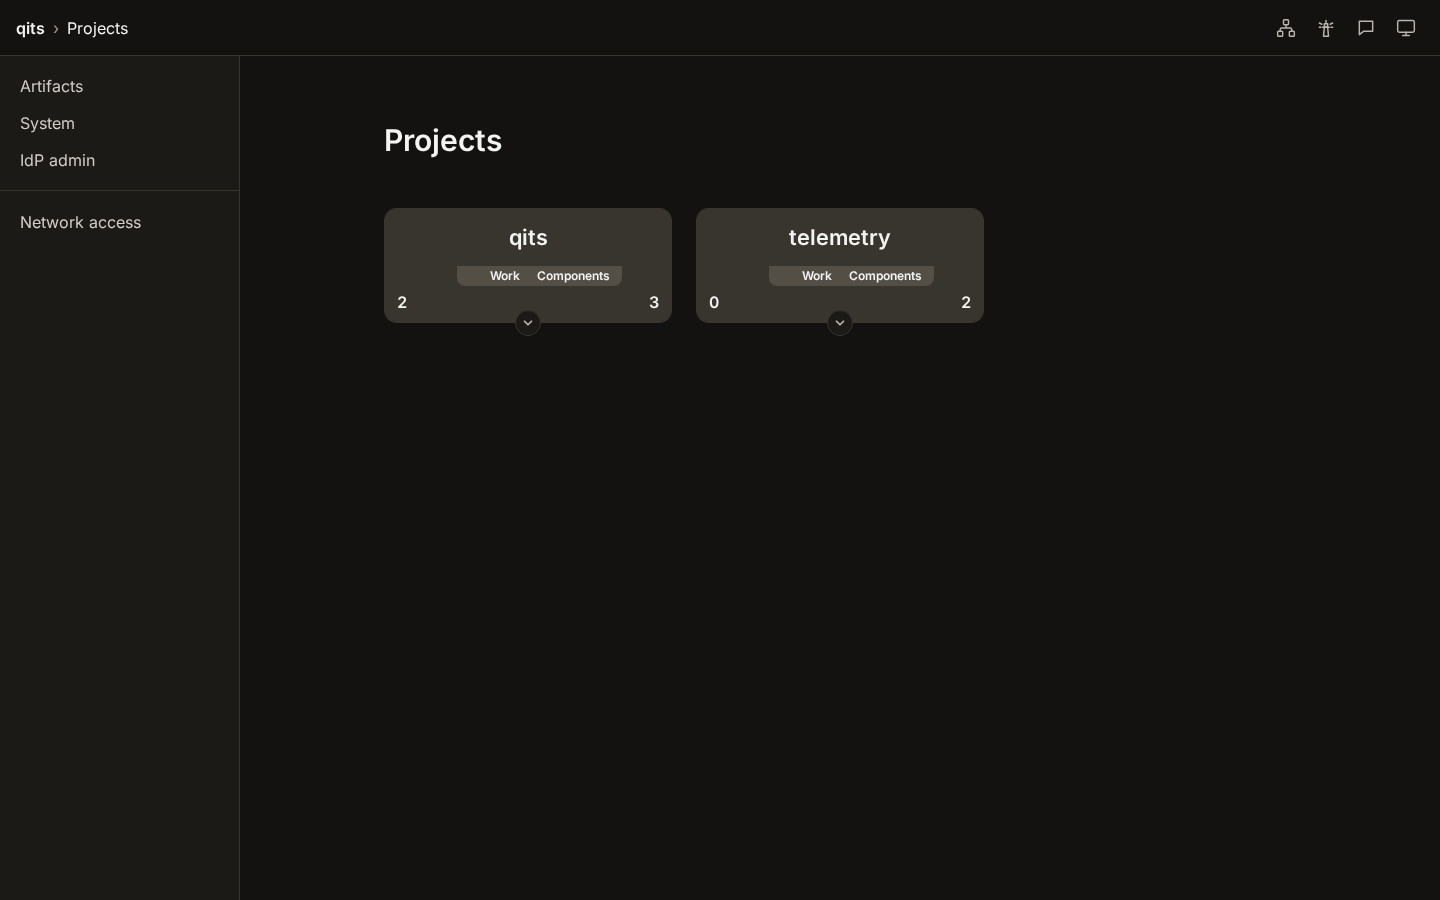 qits › Projects
Artifacts
System
IdP admin
Network access
Projects
qits
Work Components
2 3
telemetry
Work Components
0 2